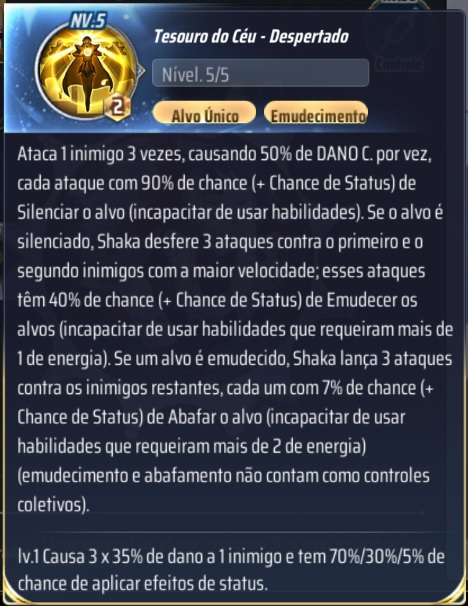 NV.5
Tesouro do Céu - Despertado
Nível. 5/5
2
Alvo Único
Emudecimento
Ataca 1 inimigo 3 vezes, causando 50% de DANO C. por vez,
cada ataque com 90% de chance (+ Chance de Status) de
Silenciar o alvo (incapacitar de usar habilidades). Se o alvo é
silenciado, Shaka desfere 3 ataques contra o primeiro e o
segundo inimigos com a maior velocidade; esses ataques
têm 40% de chance (+ Chance de Status) de Emudecer os
alvos (incapacitar de usar habilidades que requeiram mais de
1 de energia). Se um alvo é emudecido, Shaka lança 3 ataques
contra os inimigos restantes, cada um com 7% de chance (+
Chance de Status) de Abafar o alvo (incapacitar de usar
habilidades que requeiram mais de 2 de energia)
(emudecimento e abafamento não contam como controles
coletivos).
lv.1 Causa 3 x 35% de dano a 1 inimigo e tem 70%/30%/5% de
chance de aplicar efeitos de status.